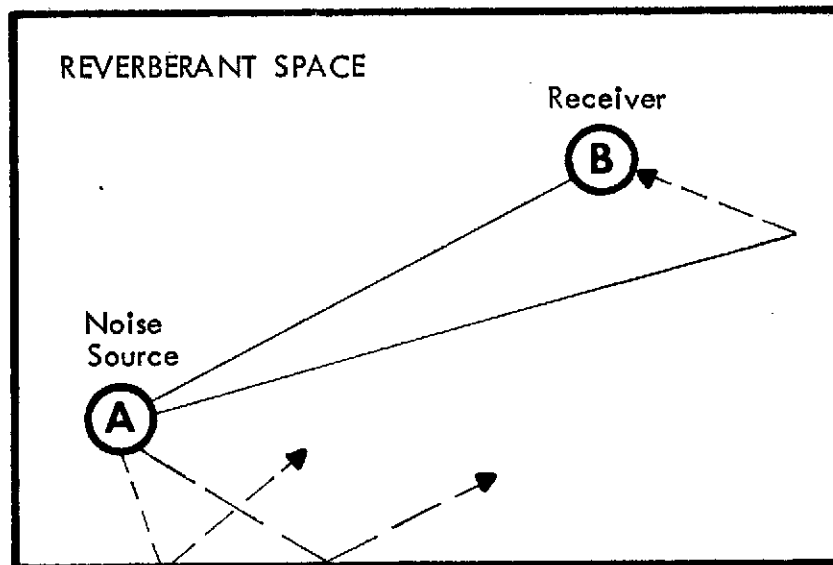 REVERBERANT SPACE
Receiver
B
Noise
Source
A